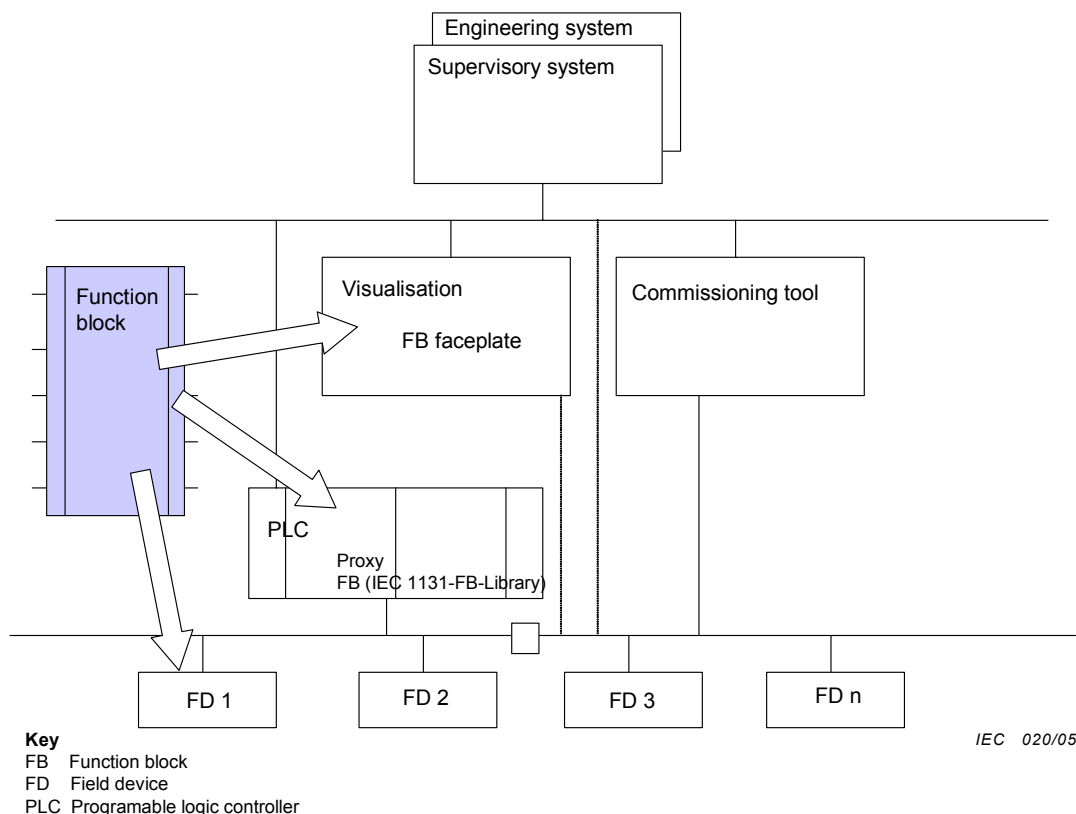 Engineering system
Supervisory system
Function
block
Visualisation
FB faceplate
Commissioning tool
PLC
Proxy
FB (IEC 1131-FB-Library)
FD 1
FD 2
FD 3
FD n
Key
IEC 020/05
FB Function block
FD Field device
PLC Programable logic controller